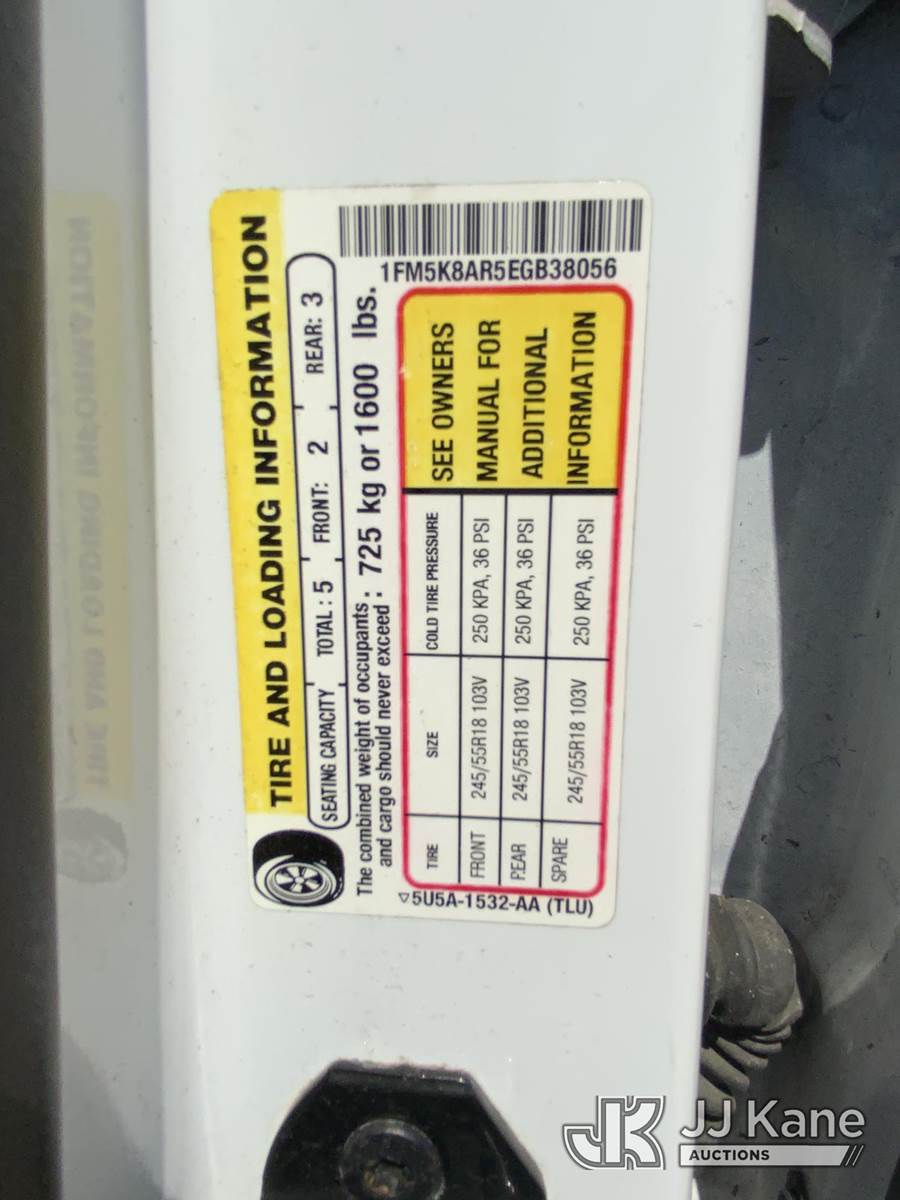 TIRE AND LOADING INFORMATION
SEATING CAPACITY TOTAL : 5 FRONT: 2 REAR: 3
The combined weight of occupants : 725 kg or 1600 lbs.
and cargo should never exceed :
1FM5K8AR5EGB38056
TIRE SIZE COLD TIRE PRESSURE
FRONT 245/55R18 103V 250 KPA, 36 PSI
REAR 245/55R18 103V 250 KPA, 36 PSI
SPARE 245/55R18 103V 250 KPA, 36 PSI
SEE OWNERS
MANUAL FOR
ADDITIONAL
INFORMATION
▽5U5A-1532-AA (TLU)
JK JJ Kane
AUCTIONS